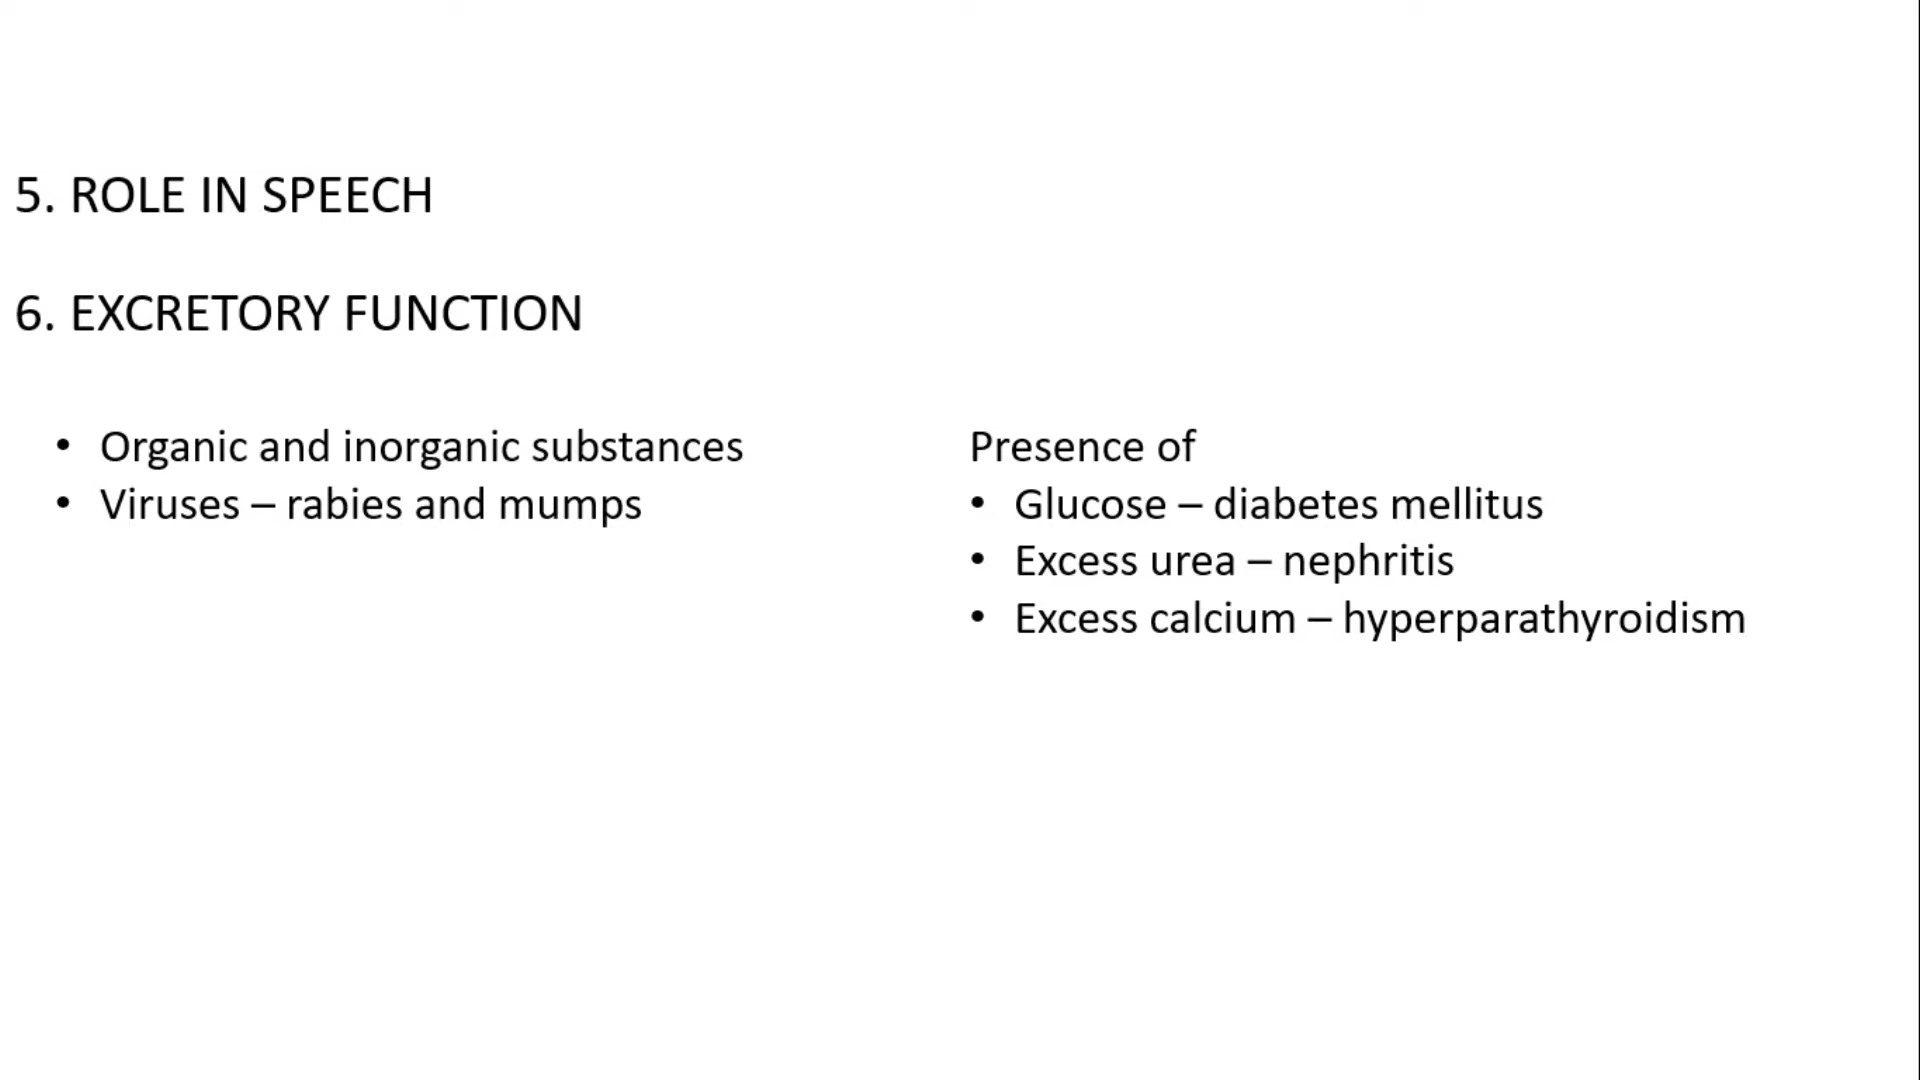 5. ROLE IN SPEECH
6. EXCRETORY FUNCTION
• Organic and inorganic substances
• Viruses – rabies and mumps
Presence of
• Glucose – diabetes mellitus
• Excess urea – nephritis
• Excess calcium – hyperparathyroidism